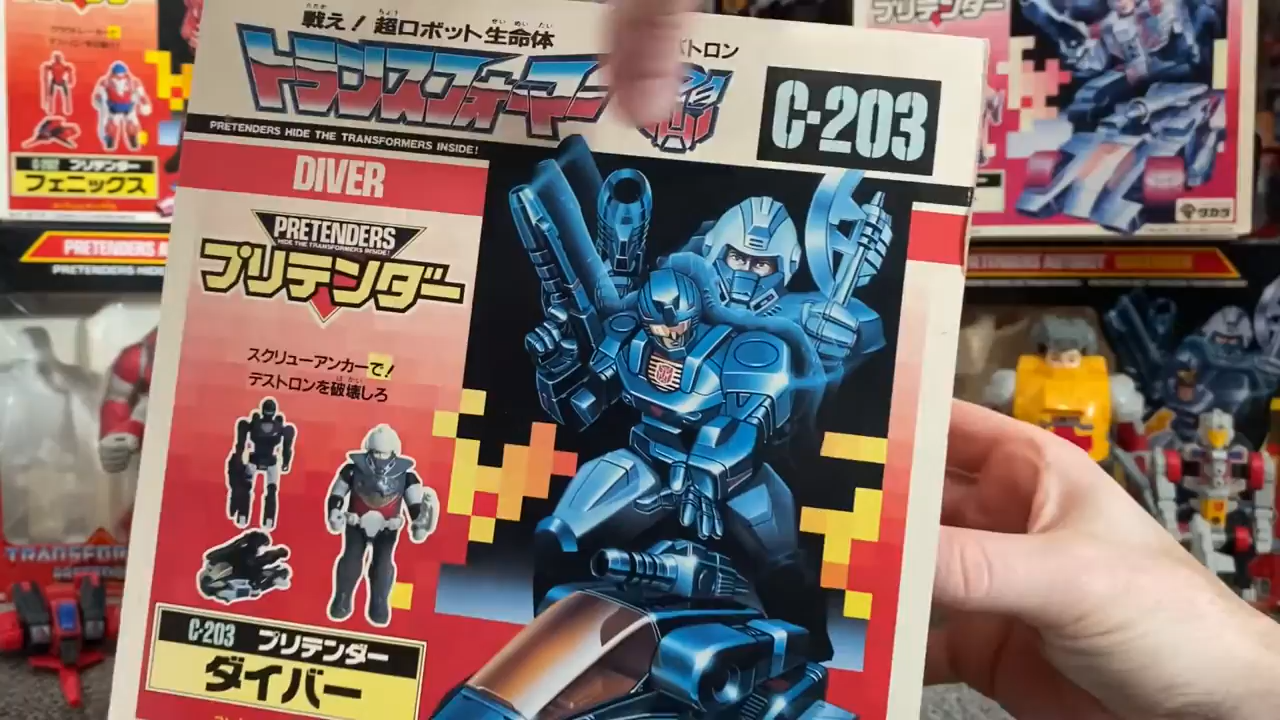 戦え!超ロボット生命体
トロン
トランスフォーマー
C-203
PRETENDERS HIDE THE TRANSFORMERS INSIDE!
DIVER
PRETENDERS
HIDE THE TRANSFORMERS INSIDE!
プリテンダー
スクリューアンカーで!
デストロンを破壊しろ
C-203 プリテンダー
ダイバー
プリテンダー
フェニックス
PRETENDERS
PRETENDERS HIDE
プリテンダー
タカラ
TRANSFOR